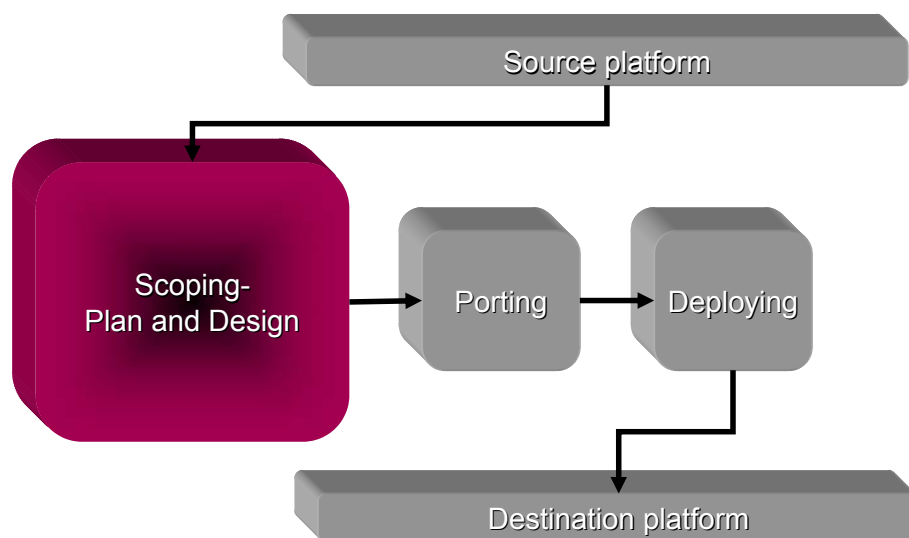 Source platform
Scoping-
Plan and Design
Porting
Deploying
Destination platform